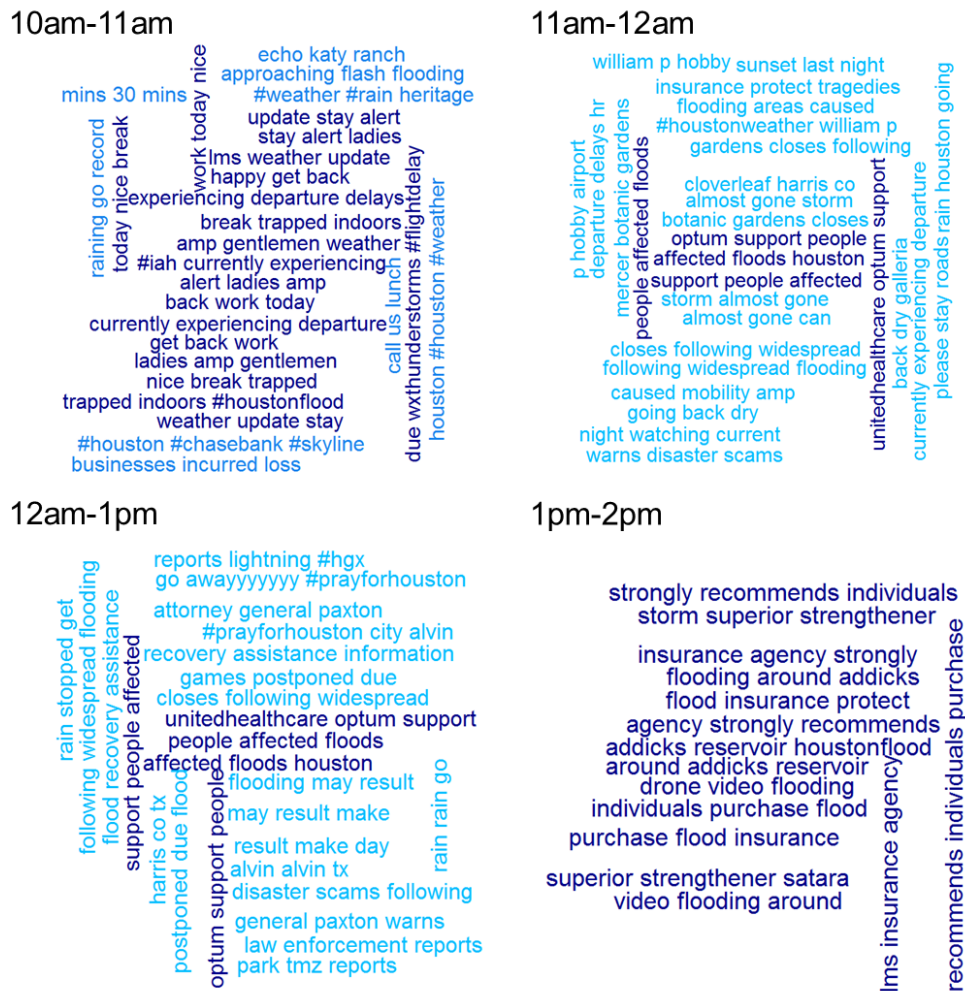 10am-11am
echo katy ranch
approaching flash flooding
mins 30 mins
#weather #rain heritage
work today nice
update stay alert
stay alert ladies
raining go record
today nice break
lms weather update
happy get back
experiencing departure delays
break trapped indoors
amp gentlemen weather
#iah currently experiencing
alert ladies amp
back work today
currently experiencing departure
get back work
ladies amp gentlemen
nice break trapped
trapped indoors #houstonflood
weather update stay
call us lunch
due wxthunderstorms #flightdelay
houston #houston #weather
#houston #chasebank #skyline
businesses incurred loss
11am-12am
william p hobby
sunset last night
insurance protect tragedies
flooding areas caused
#houstonweather william p
gardens closes following
p hobby airport
departure delays hr
mercer botanic gardens
people affected floods
cloverleaf harris co
almost gone storm
botanic gardens closes
optum support people
affected floods houston
support people affected
storm almost gone
almost gone can
closes following widespread
following widespread flooding
caused mobility amp
going back dry
night watching current
warns disaster scams
unitedhealthcare optum support
back dry galleria
currently experiencing departure
please stay roads
rain houston going
12am-1pm
reports lightning #hgx
go awayyyyyyy #prayforhouston
attorney general paxton
#prayforhouston city alvin
recovery assistance information
games postponed due
closes following widespread
unitedhealthcare optum support
people affected floods
affected floods houston
rain stopped get
following widespread flooding
flood recovery assistance
support people affected
harris co tx
postponed due flood
optum support people
flooding may result
may result make
rain rain go
result make day
alvin alvin tx
disaster scams following
general paxton warns
law enforcement reports
park tmz reports
1pm-2pm
strongly recommends individuals
storm superior strengthener
insurance agency strongly
flooding around addicks
flood insurance protect
agency strongly recommends
addicks reservoir houstonflood
around addicks reservoir
drone video flooding
individuals purchase flood
purchase flood insurance
superior strengthener satara
video flooding around
lms insurance agency
recommends individuals purchase